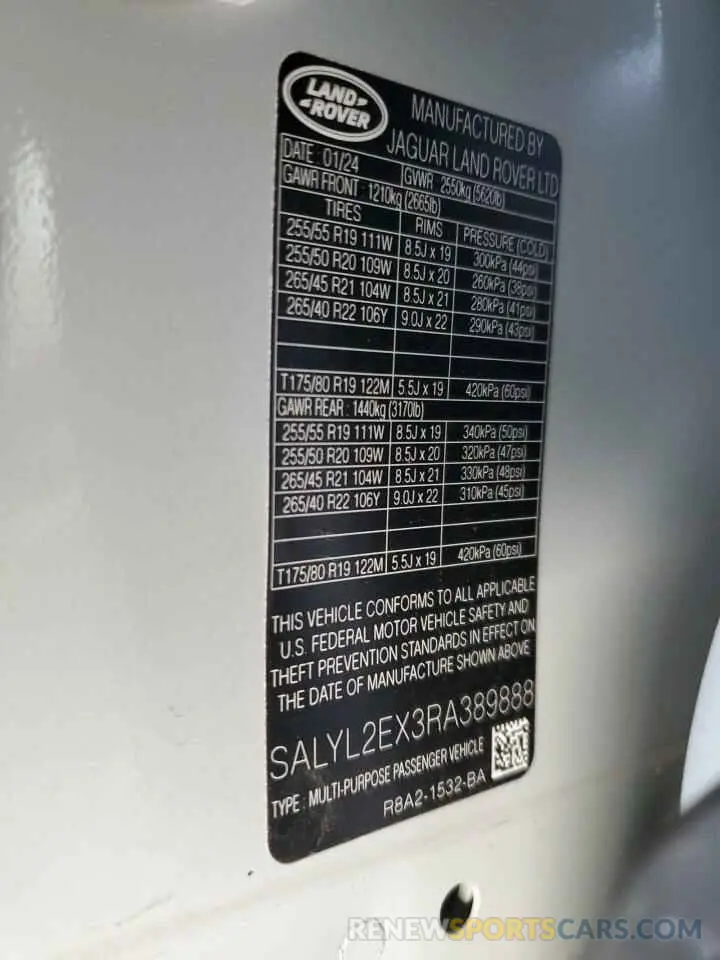 LAND
ROVER
MANUFACTURED BY
JAGUAR LAND ROVER LTD
DATE : 01/24 GVWR : 2550kg (5620lb)
GAWR FRONT : 1210kg (2665lb)
TIRES RIMS PRESSURE (COLD)
255/55 R19 111W 8.5J x 19 300kPa (44psi)
255/50 R20 109W 8.5J x 20 260kPa (38psi)
265/45 R21 104W 8.5J x 21 280kPa (41psi)
265/40 R22 106Y 9.0J x 22 290kPa (43psi)
T175/80 R19 122M 5.5J x 19 420kPa (60psi)
GAWR REAR : 1440kg (3170lb)
255/55 R19 111W 8.5J x 19 340kPa (50psi)
255/50 R20 109W 8.5J x 20 320kPa (47psi)
265/45 R21 104W 8.5J x 21 330kPa (48psi)
265/40 R22 106Y 9.0J x 22 310kPa (45psi)
T175/80 R19 122M 5.5J x 19 420kPa (60psi)
THIS VEHICLE CONFORMS TO ALL APPLICABLE
U.S. FEDERAL MOTOR VEHICLE SAFETY AND
THEFT PREVENTION STANDARDS IN EFFECT ON
THE DATE OF MANUFACTURE SHOWN ABOVE
SALYL2EX3RA389888
TYPE : MULTI-PURPOSE PASSENGER VEHICLE
R8A2-1532-BA
RENEWSPORTSCARS.COM